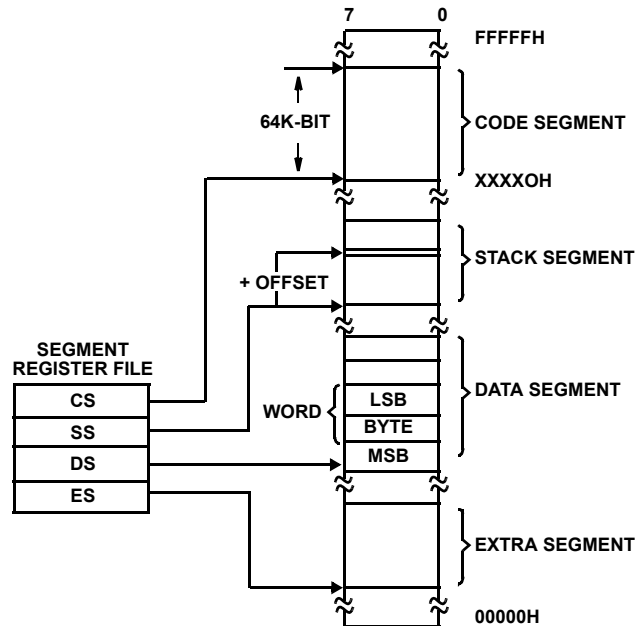 7 0
FFFFFH
64K-BIT
CODE SEGMENT
XXXXOH
STACK SEGMENT
+ OFFSET
SEGMENT
REGISTER FILE
CS
SS
DS
ES
WORD
LSB
BYTE
MSB
DATA SEGMENT
EXTRA SEGMENT
00000H